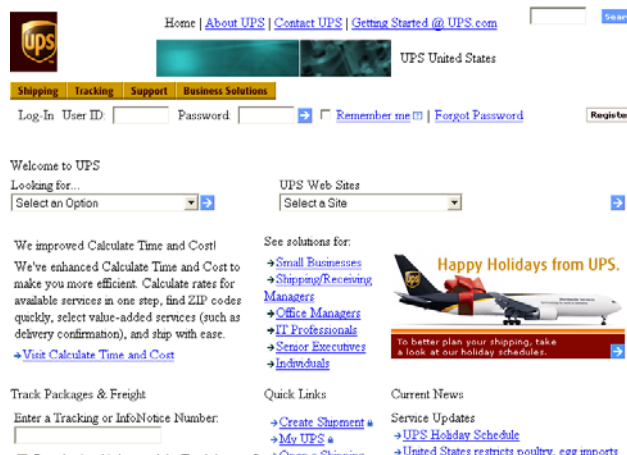 ups
Home | About UPS | Contact UPS | Getting Started @ UPS.com
UPS United States
Shipping Tracking Support Business Solutions
Log-In User ID: Password: Remember me ? | Forgot Password
Welcome to UPS
Looking for...
Select an Option
UPS Web Sites
Select a Site
We improved Calculate Time and Cost!
We've enhanced Calculate Time and Cost to
make you more efficient. Calculate rates for
available services in one step, find ZIP codes
quickly, select value-added services (such as
delivery confirmation), and ship with ease.
Visit Calculate Time and Cost
See solutions for:
Small Businesses
Shipping/Receiving
Managers
Office Managers
IT Professionals
Senior Executives
Individuals
Happy Holidays from UPS.
To better plan your shipping, take
a look at our holiday schedules.
Track Packages & Freight
Enter a Tracking or InfoNotice Number:
Quick Links
Create Shipment
My UPS
Current News
Service Updates
UPS Holiday Schedule
United States restricts poultry, egg imports